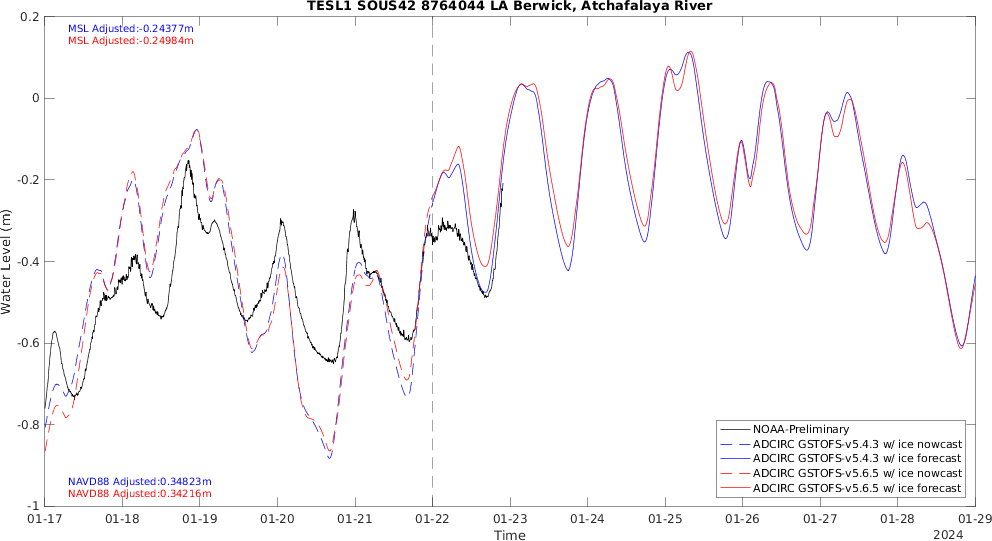 TESL1 SOUS42 8764044 LA Berwick, Atchafalaya River
MSL Adjusted:-0.24377m
MSL Adjusted:-0.24984m
0.2
0
-0.2
-0.4
-0.6
-0.8
-1
Water Level (m)
NAVD88 Adjusted:0.34823m
NAVD88 Adjusted:0.34216m
NOAA-Preliminary
ADCIRC GSTOFS-v5.4.3 w/ ice nowcast
ADCIRC GSTOFS-v5.4.3 w/ ice forecast
ADCIRC GSTOFS-v5.6.5 w/ ice nowcast
ADCIRC GSTOFS-v5.6.5 w/ ice forecast
01-17 01-18 01-19 01-20 01-21 01-22 01-23 01-24 01-25 01-26 01-27 01-28 01-29
Time
2024